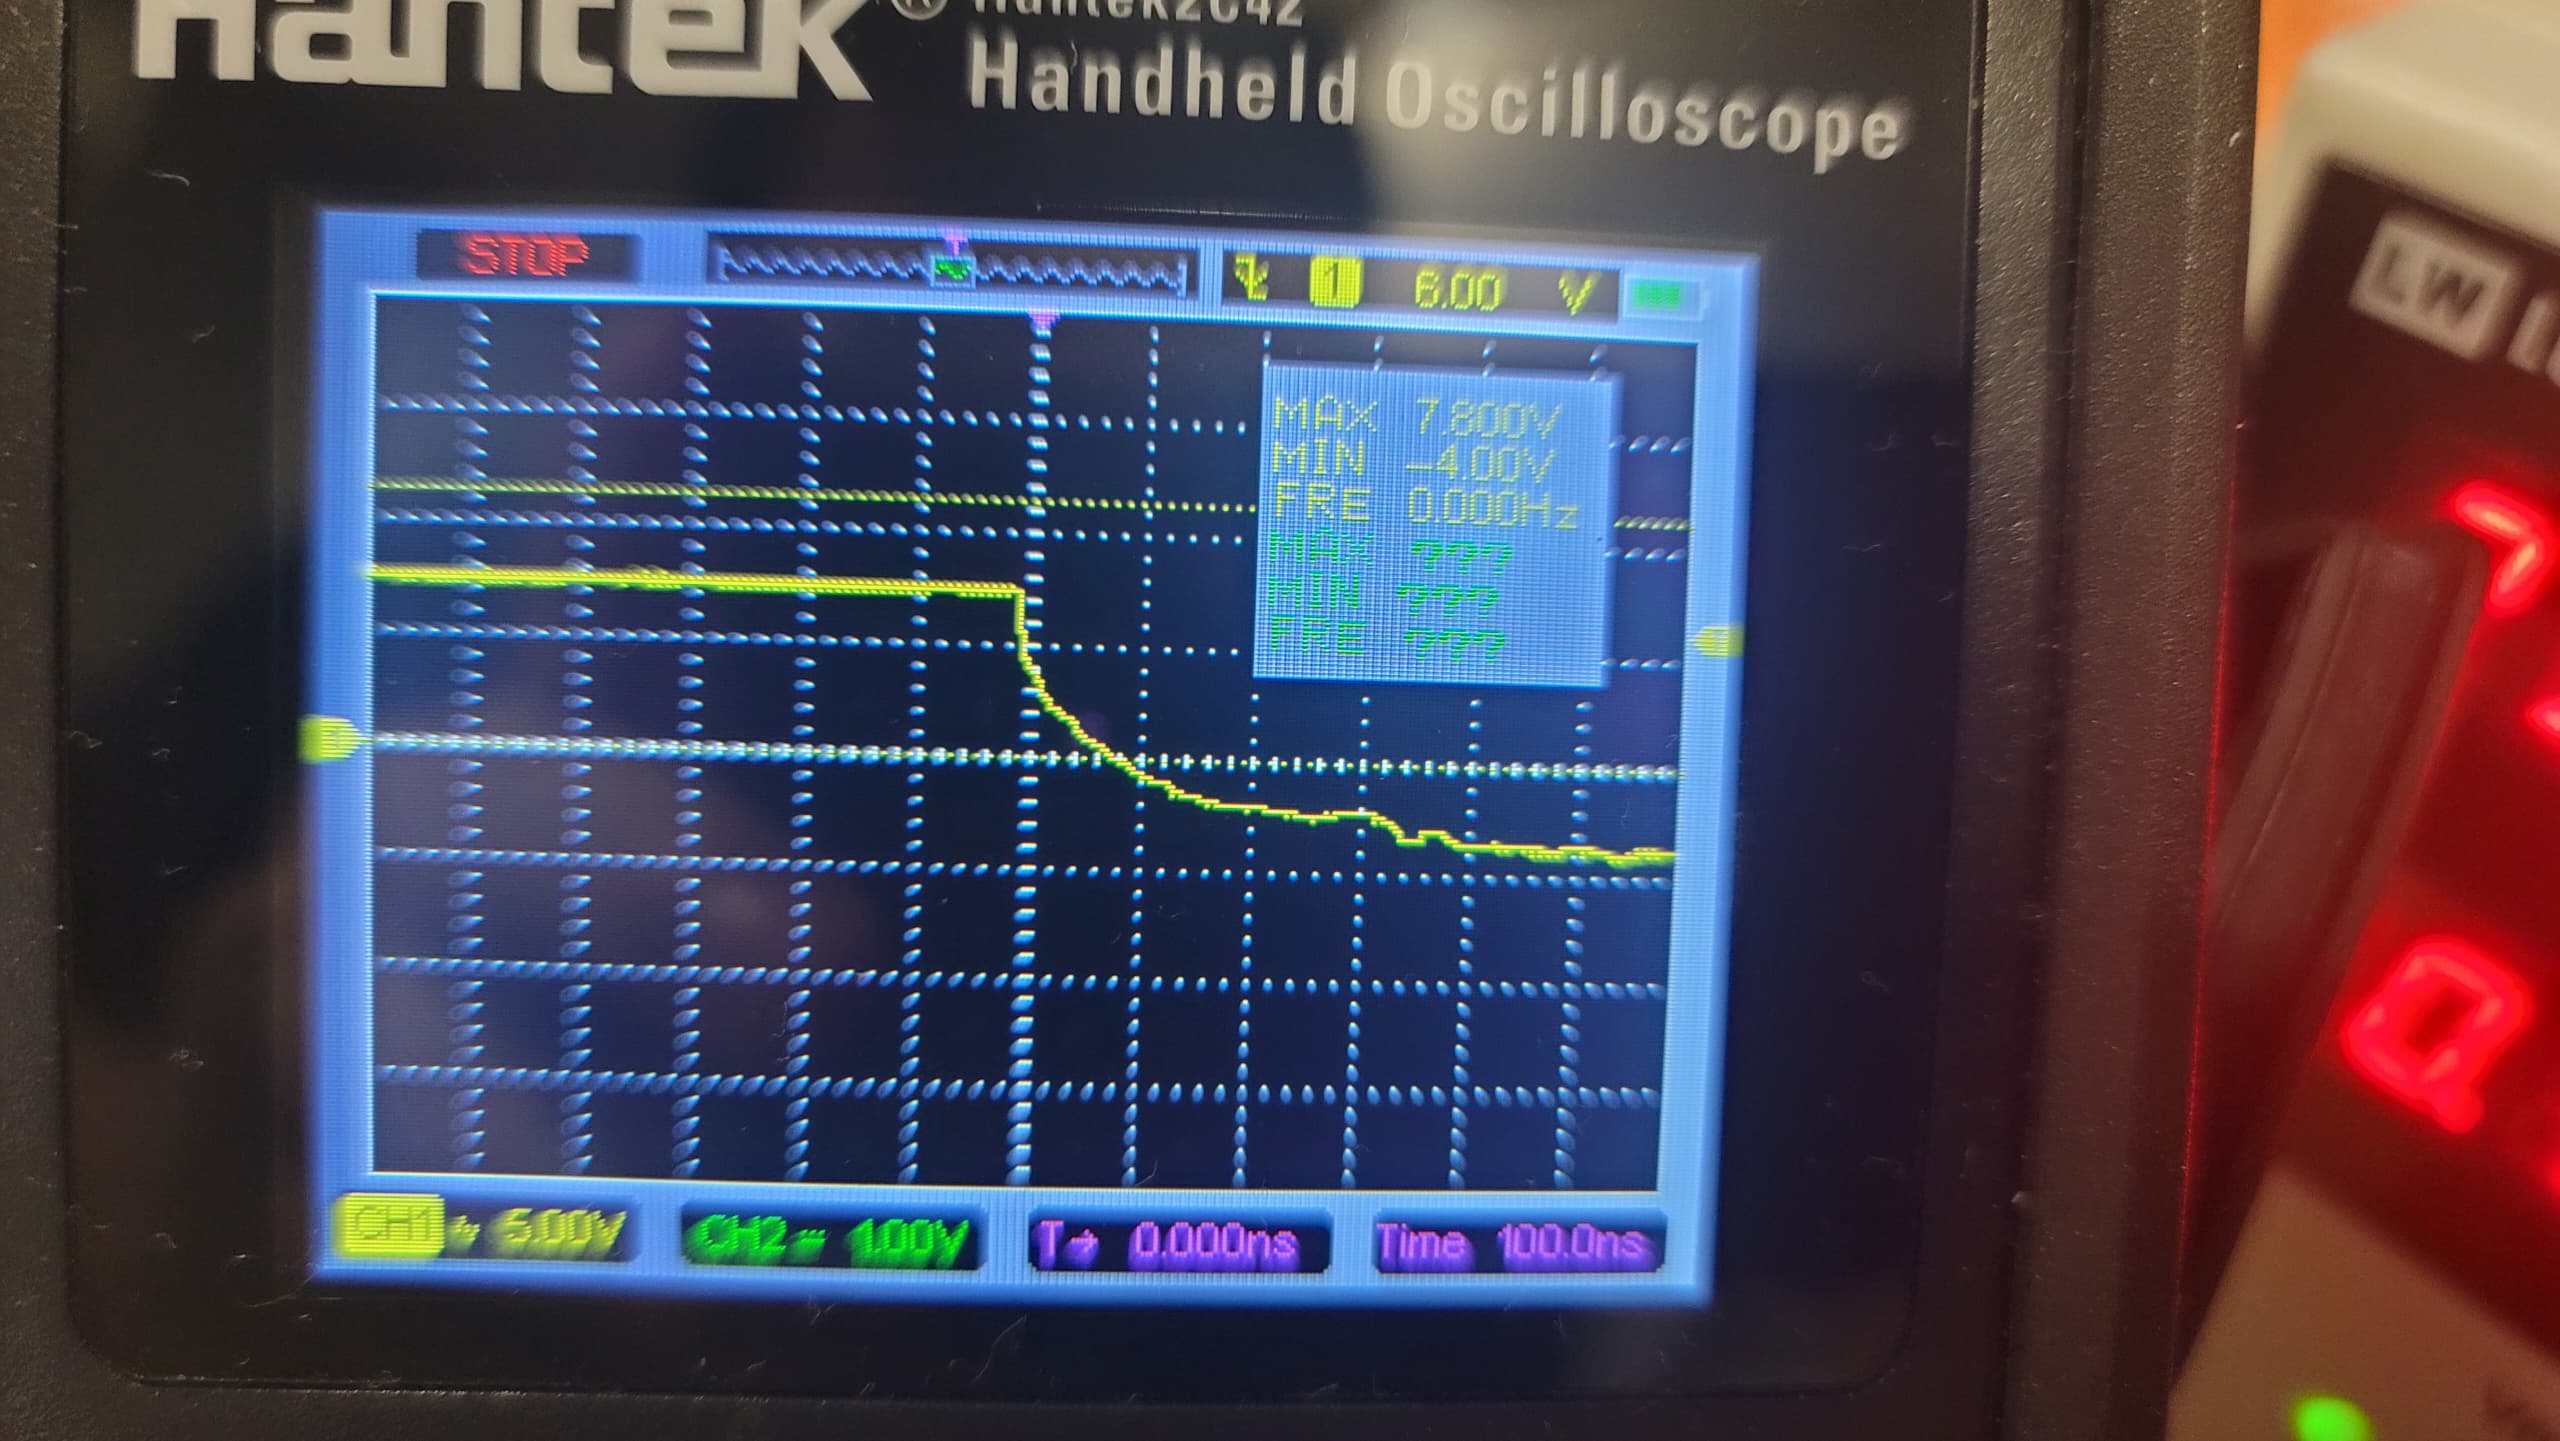 Hantek® Hantek2C42
Handheld Oscilloscope
STOP
T
1 6.00 V
MAX 7.800V
MIN -4.00V
FRE 0.000Hz
MAX ???
MIN ???
FRE ???
CH1 5.00V CH2 1.00V T→ 0.000ns Time 100.0ns
LW